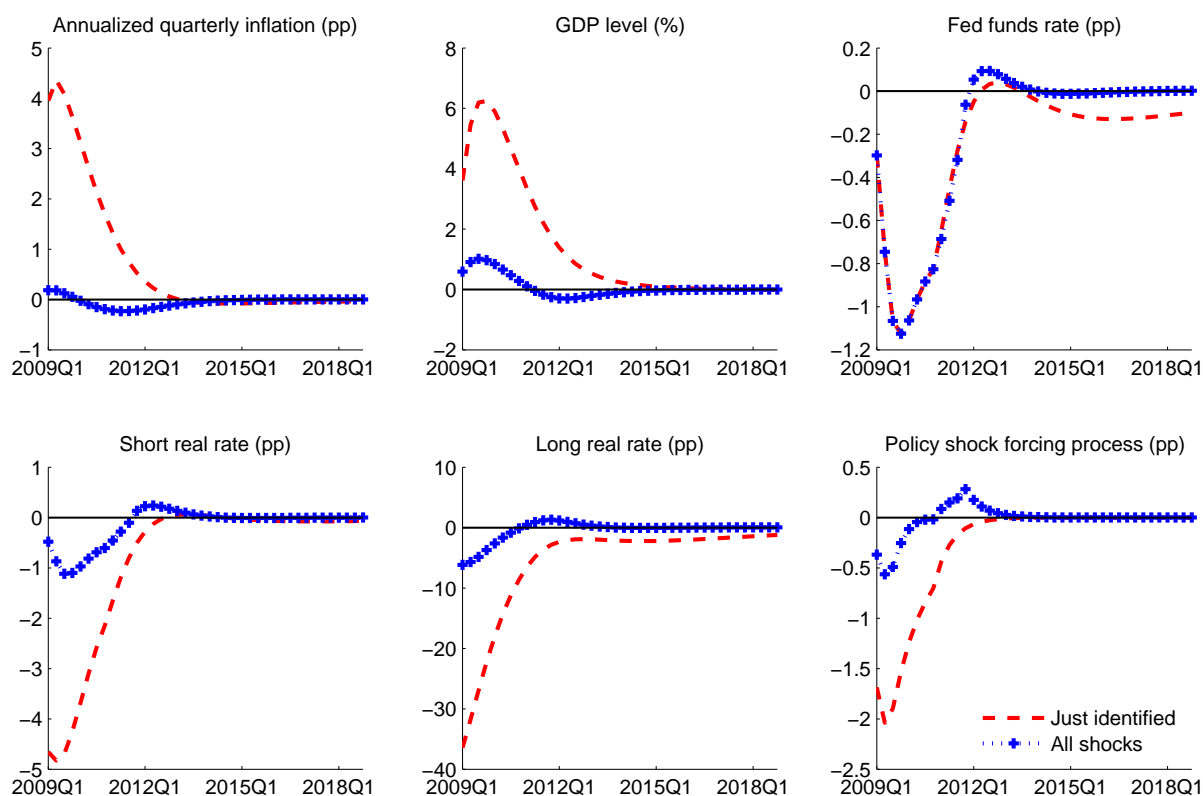 Annualized quarterly inflation (pp)
5
4
3
2
1
0
−1
2009Q1 2012Q1 2015Q1 2018Q1
GDP level (%)
8
6
4
2
0
−2
2009Q1 2012Q1 2015Q1 2018Q1
Fed funds rate (pp)
0.2
0
−0.2
−0.4
−0.6
−0.8
−1
−1.2
2009Q1 2012Q1 2015Q1 2018Q1
Short real rate (pp)
1
0
−1
−2
−3
−4
−5
2009Q1 2012Q1 2015Q1 2018Q1
Long real rate (pp)
10
0
−10
−20
−30
−40
2009Q1 2012Q1 2015Q1 2018Q1
Policy shock forcing process (pp)
0.5
0
−0.5
−1
−1.5
−2
−2.5
2009Q1 2012Q1 2015Q1 2018Q1
Just identified
All shocks